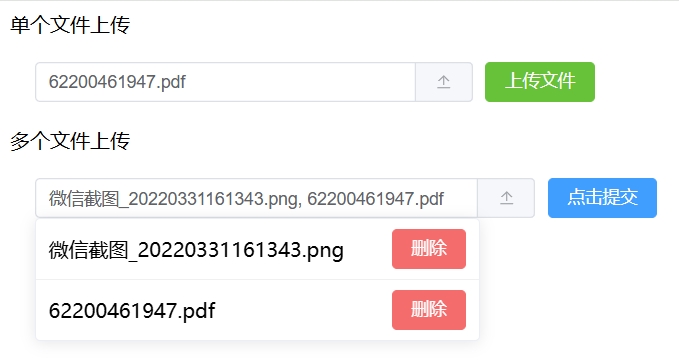 单个文件上传
62200461947.pdf
上传文件
多个文件上传
微信截图_20220331161343.png, 62200461947.pdf
点击提交
微信截图_20220331161343.png
删除
62200461947.pdf
删除